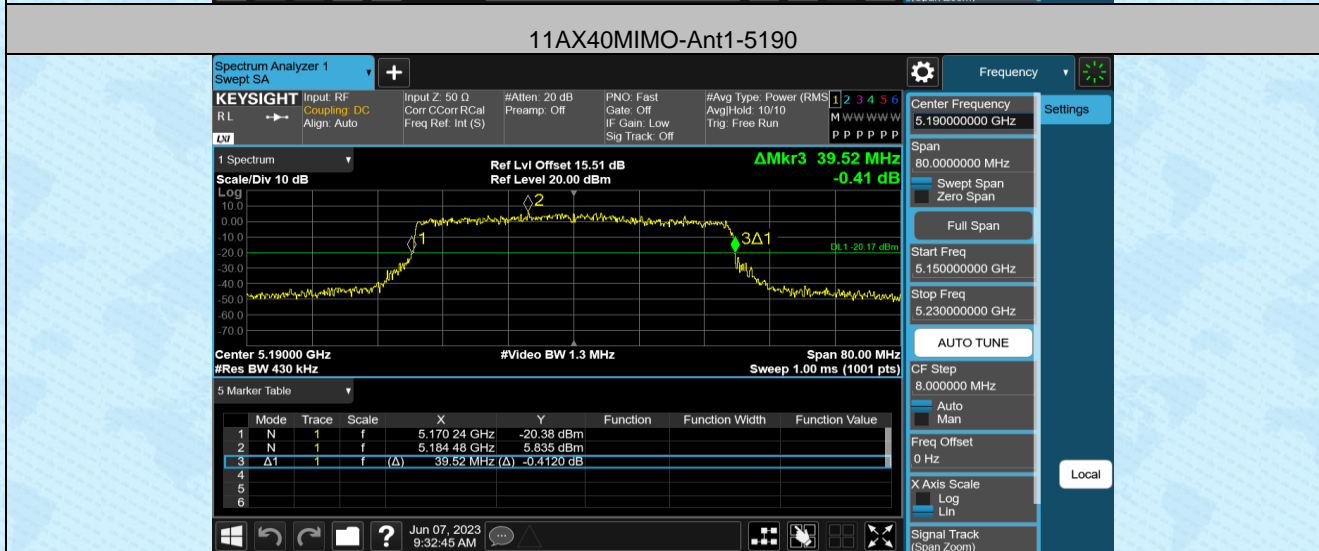 (Span Zoom)
11AX40MIMO-Ant1-5190
Spectrum Analyzer 1
Swept SA
+
Frequency
KEYSIGHT
RL
LXI
Input: RF
Coupling: DC
Align: Auto
Input Z: 50 Ω
Corr CCorr RCal
Freq Ref: Int (S)
#Atten: 20 dB
Preamp: Off
PNO: Fast
Gate: Off
IF Gain: Low
Sig Track: Off
#Avg Type: Power (RMS
Avg|Hold: 10/10
Trig: Free Run
1 2 3 4 5 6
M W W W W W
P P P P P P
Center Frequency
5.190000000 GHz
Settings
1 Spectrum
Scale/Div 10 dB
Ref Lvl Offset 15.51 dB
Ref Level 20.00 dBm
ΔMkr3 39.52 MHz
-0.41 dB
Log
10.0
0.00
-10.0
-20.0
-30.0
-40.0
-50.0
-60.0
-70.0
2
1
3Δ1
DL1 -20.17 dBm
Center 5.19000 GHz
#Res BW 430 kHz
#Video BW 1.3 MHz
Span 80.00 MHz
Sweep 1.00 ms (1001 pts)
Span
80.0000000 MHz
Swept Span
Zero Span
Full Span
Start Freq
5.150000000 GHz
Stop Freq
5.230000000 GHz
AUTO TUNE
CF Step
8.000000 MHz
Auto
Man
Freq Offset
0 Hz
X Axis Scale
Log
Lin
Signal Track
(Span Zoom)
Local
5 Marker Table
Mode Trace Scale X Y Function Function Width Function Value
1 N 1 f 5.170 24 GHz -20.38 dBm
2 N 1 f 5.184 48 GHz 5.835 dBm
3 Δ1 1 f (Δ) 39.52 MHz (Δ) -0.4120 dB
4
5
6
?
Jun 07, 2023
9:32:45 AM